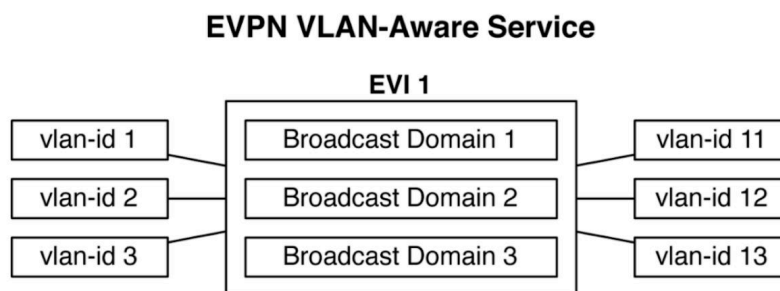 EVPN VLAN-Aware Service
EVI 1
vlan-id 1
Broadcast Domain 1
vlan-id 11
vlan-id 2
Broadcast Domain 2
vlan-id 12
vlan-id 3
Broadcast Domain 3
vlan-id 13